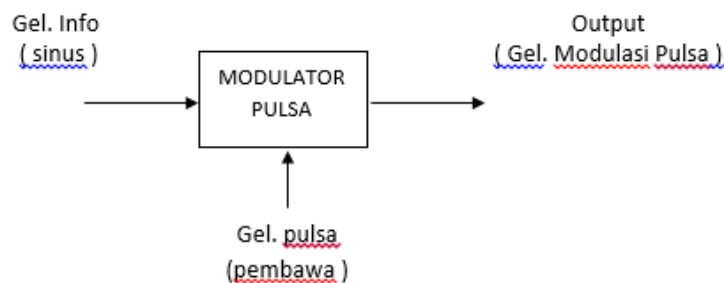 Gel. Info
( sinus )
Output
( Gel. Modulasi Pulsa )
MODULATOR
PULSA
Gel. pulsa
(pembawa )